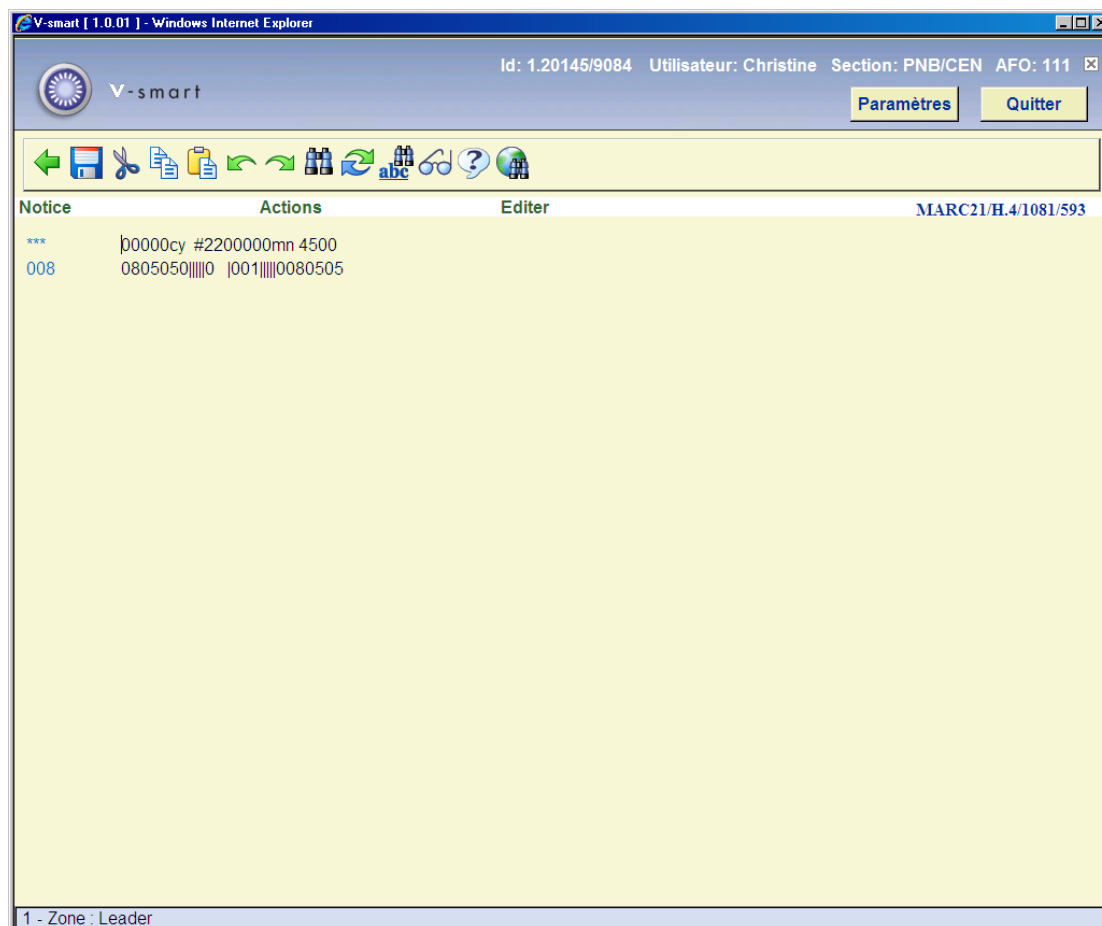 V-smart [ 1.0.01 ] - Windows Internet Explorer
Id: 1.20145/9084 Utilisateur: Christine Section: PNB/CEN AFO: 111
V-smart
Paramètres Quitter
abc
Notice Actions Editer MARC21/H.4/1081/593
*** 00000cy #2200000mn 4500
008 0805050|||||0 |001|||||0080505
1 - Zone : Leader